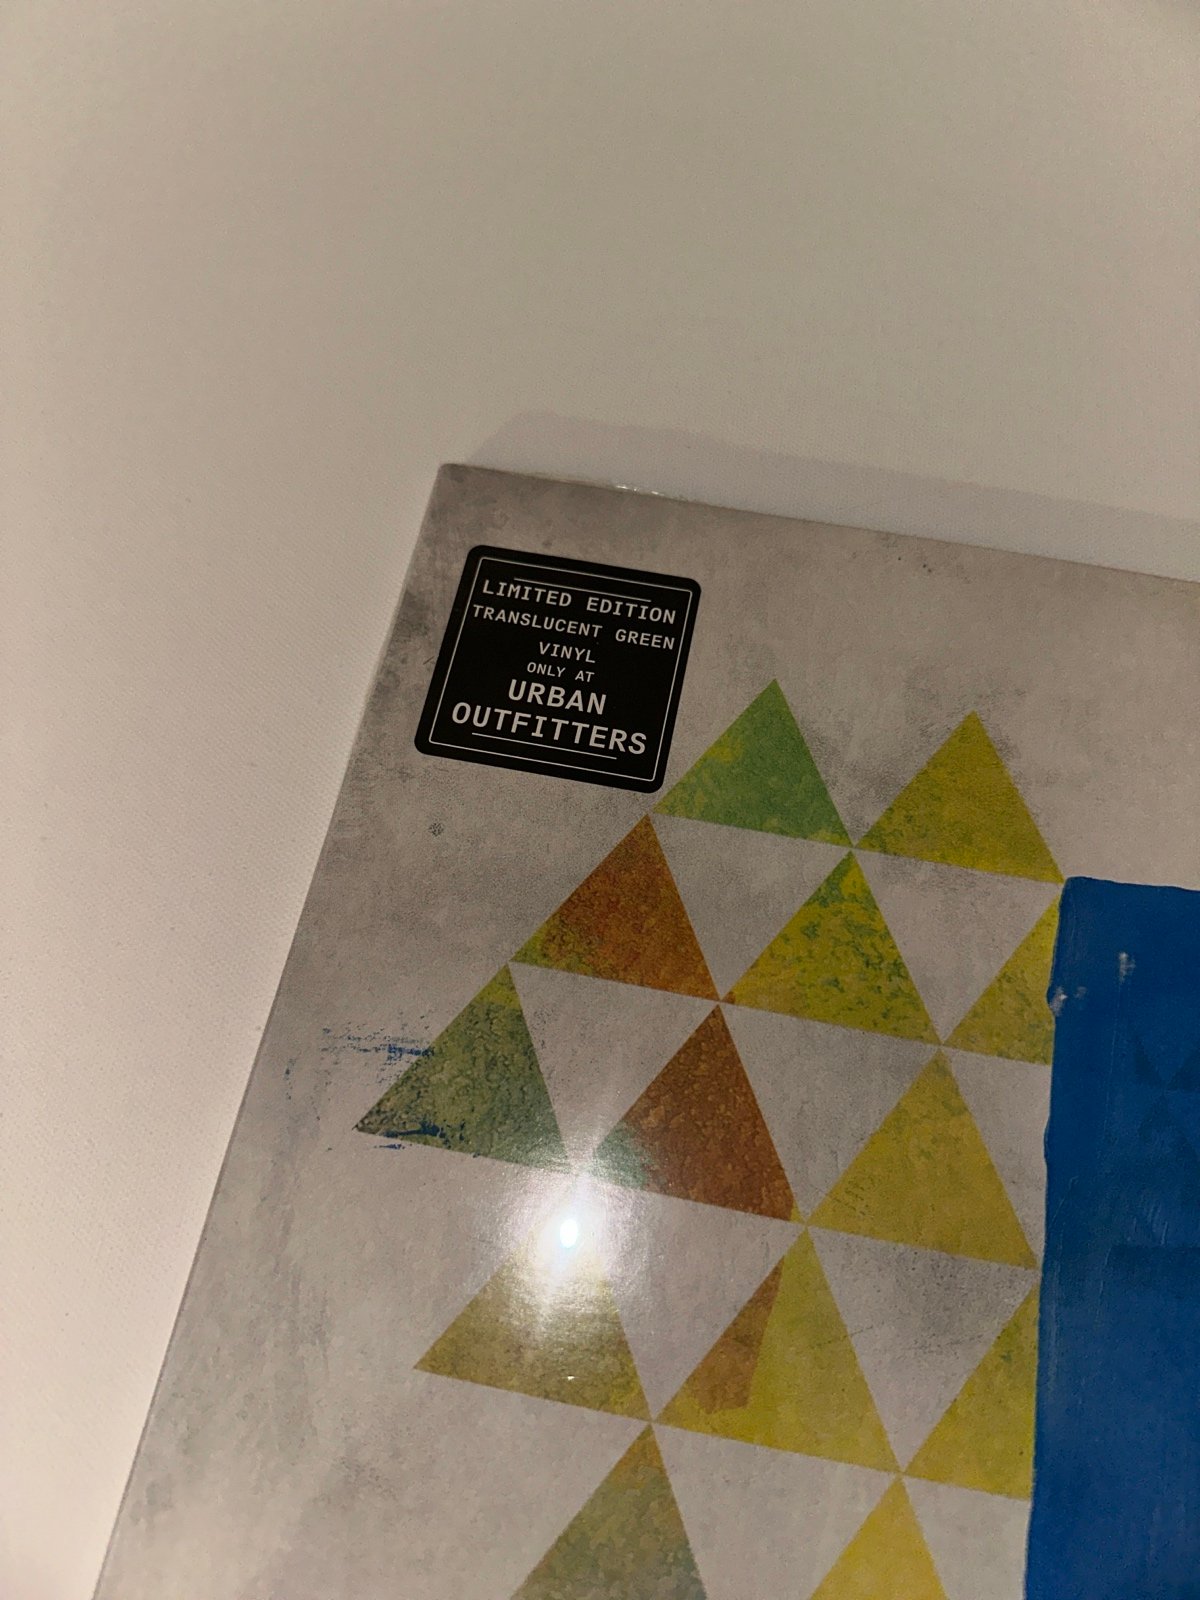 LIMITED EDITION
TRANSLUCENT GREEN
VINYL
ONLY AT
URBAN
OUTFITTERS